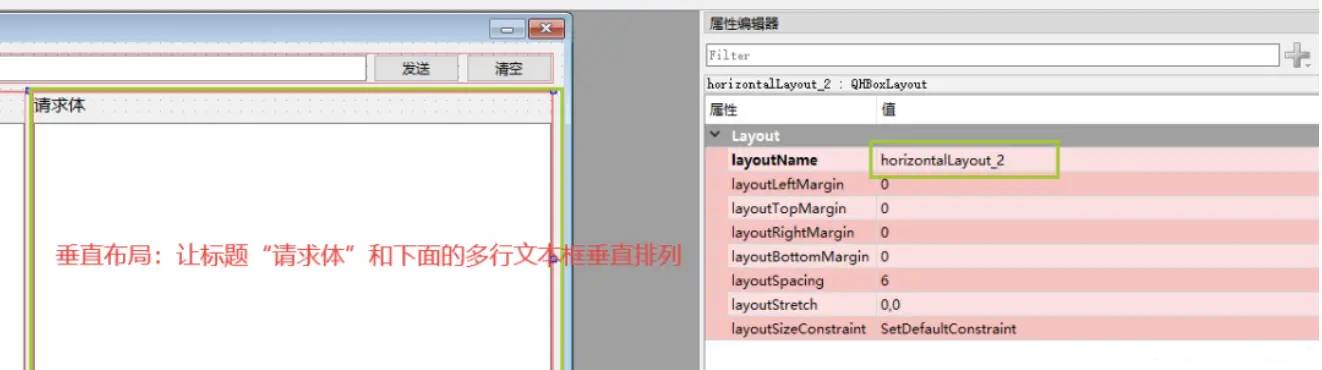 属性编辑器
Filter
发送
清空
horizontalLayout_2 : QHBoxLayout
请求体
属性
值
Layout
layoutName
horizontalLayout_2
layoutLeftMargin
0
layoutTopMargin
0
layoutRightMargin
0
layoutBottomMargin
0
layoutSpacing
6
layoutStretch
0,0
layoutSizeConstraint
SetDefaultConstraint
垂直布局：让标题“请求体”和下面的多行文本框垂直排列